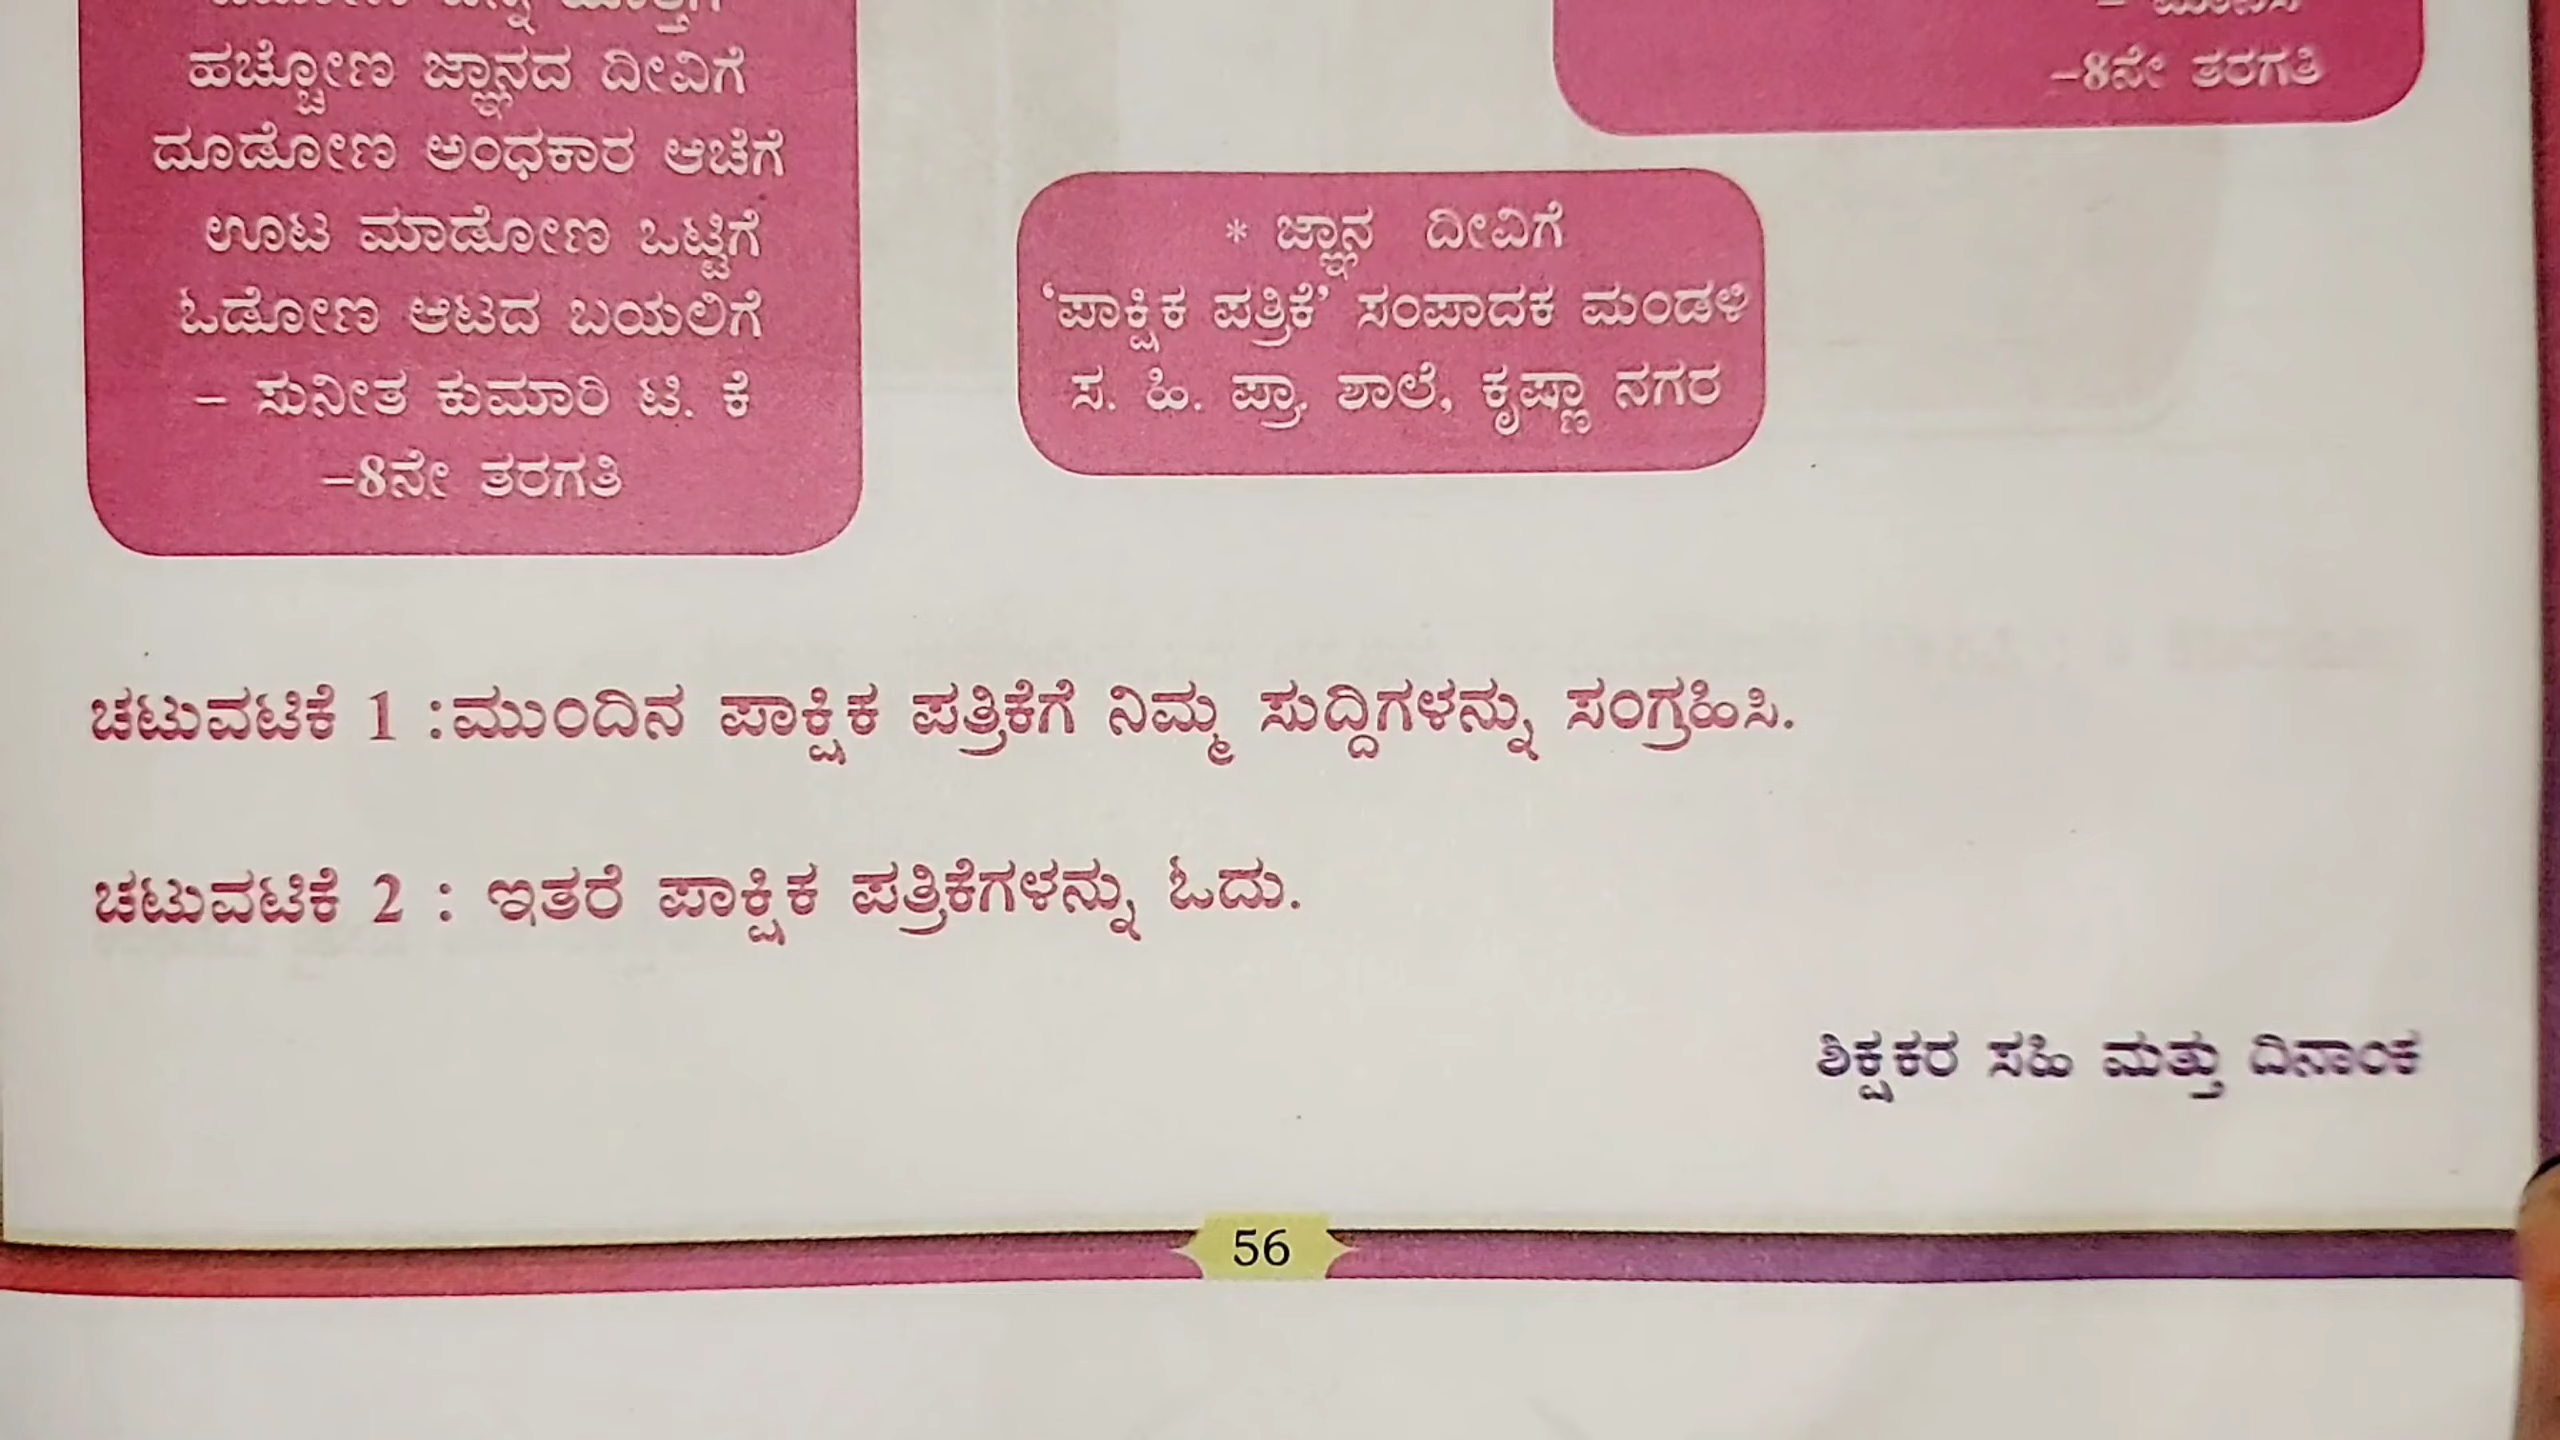 ಹಚ್ಚೋಣ ಜ್ಞಾನದ ದೀವಿಗೆ
ದೂಡೋಣ ಅಂಧಕಾರ ಆಚೆಗೆ
ಊಟ ಮಾಡೋಣ ಒಟ್ಟಿಗೆ
ಓಡೋಣ ಆಟದ ಬಯಲಿಗೆ
– ಸುನೀತ ಕುಮಾರಿ ಟಿ. ಕೆ
–8ನೇ ತರಗತಿ
–8ನೇ ತರಗತಿ
* ಜ್ಞಾನ ದೀವಿಗೆ
‘ಪಾಕ್ಷಿಕ ಪತ್ರಿಕೆ’ ಸಂಪಾದಕ ಮಂಡಳಿ
ಸ. ಹಿ. ಪ್ರಾ. ಶಾಲೆ, ಕೃಷ್ಣಾ ನಗರ
ಚಟುವಟಿಕೆ 1 :ಮುಂದಿನ ಪಾಕ್ಷಿಕ ಪತ್ರಿಕೆಗೆ ನಿಮ್ಮ ಸುದ್ದಿಗಳನ್ನು ಸಂಗ್ರಹಿಸಿ.
ಚಟುವಟಿಕೆ 2 : ಇತರೆ ಪಾಕ್ಷಿಕ ಪತ್ರಿಕೆಗಳನ್ನು ಓದು.
ಶಿಕ್ಷಕರ ಸಹಿ ಮತ್ತು ದಿನಾಂಕ
56